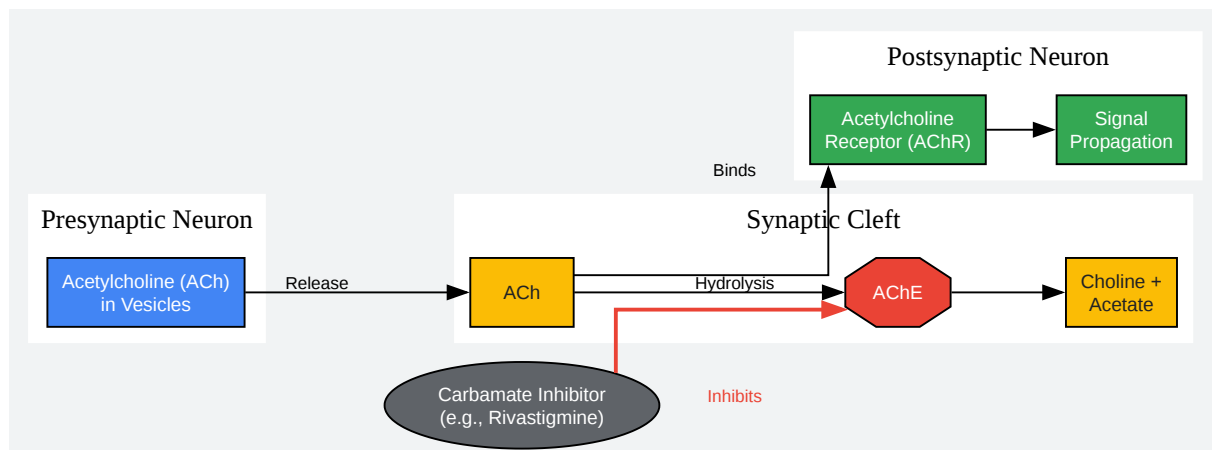 Postsynaptic Neuron
Acetylcholine
Receptor (AChR)
Signal
Propagation
Binds
Presynaptic Neuron
Synaptic Cleft
Acetylcholine (ACh)
in Vesicles
Release
ACh
Hydrolysis
AChE
Choline +
Acetate
Carbamate Inhibitor
(e.g., Rivastigmine)
Inhibits